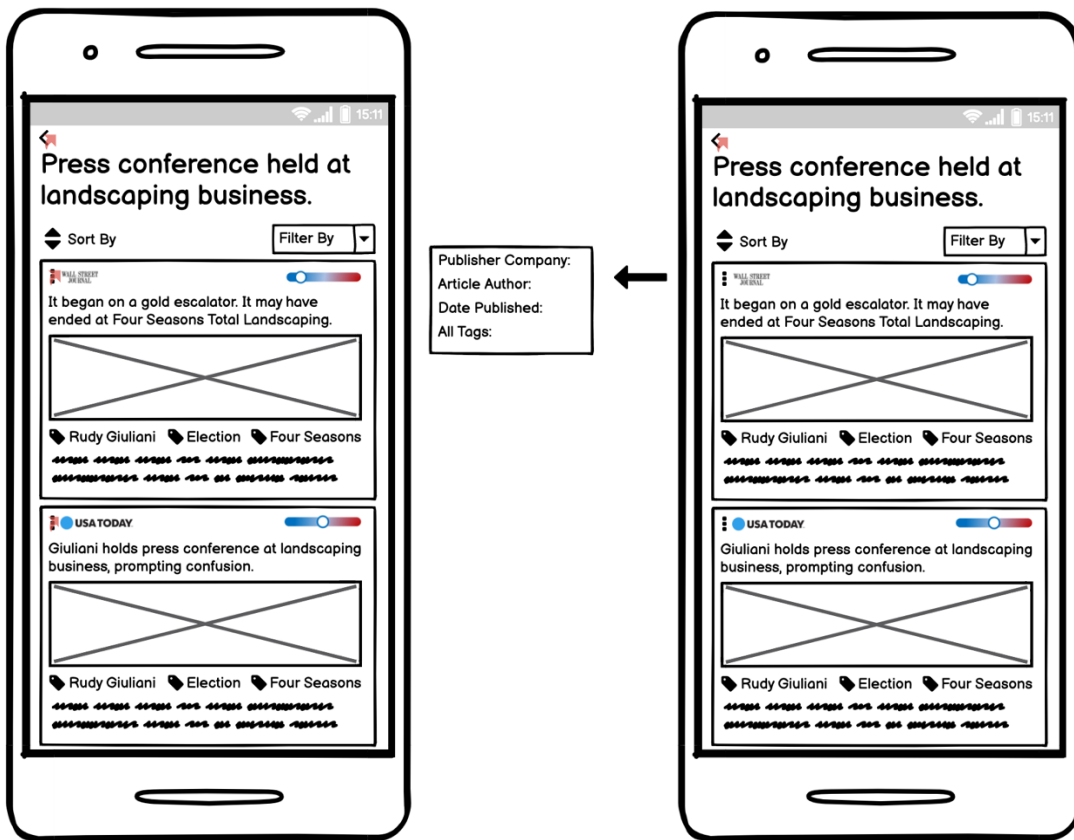 15:11
Press conference held at
landscaping business.
Sort By
Filter By
WALL STREET
JOURNAL
It began on a gold escalator. It may have
ended at Four Seasons Total Landscaping.
Rudy Giuliani Election Four Seasons
USA TODAY
Giuliani holds press conference at landscaping
business, prompting confusion.
Rudy Giuliani Election Four Seasons
Publisher Company:
Article Author:
Date Published:
All Tags:
15:11
Press conference held at
landscaping business.
Sort By
Filter By
WALL STREET
JOURNAL
It began on a gold escalator. It may have
ended at Four Seasons Total Landscaping.
Rudy Giuliani Election Four Seasons
USA TODAY
Giuliani holds press conference at landscaping
business, prompting confusion.
Rudy Giuliani Election Four Seasons